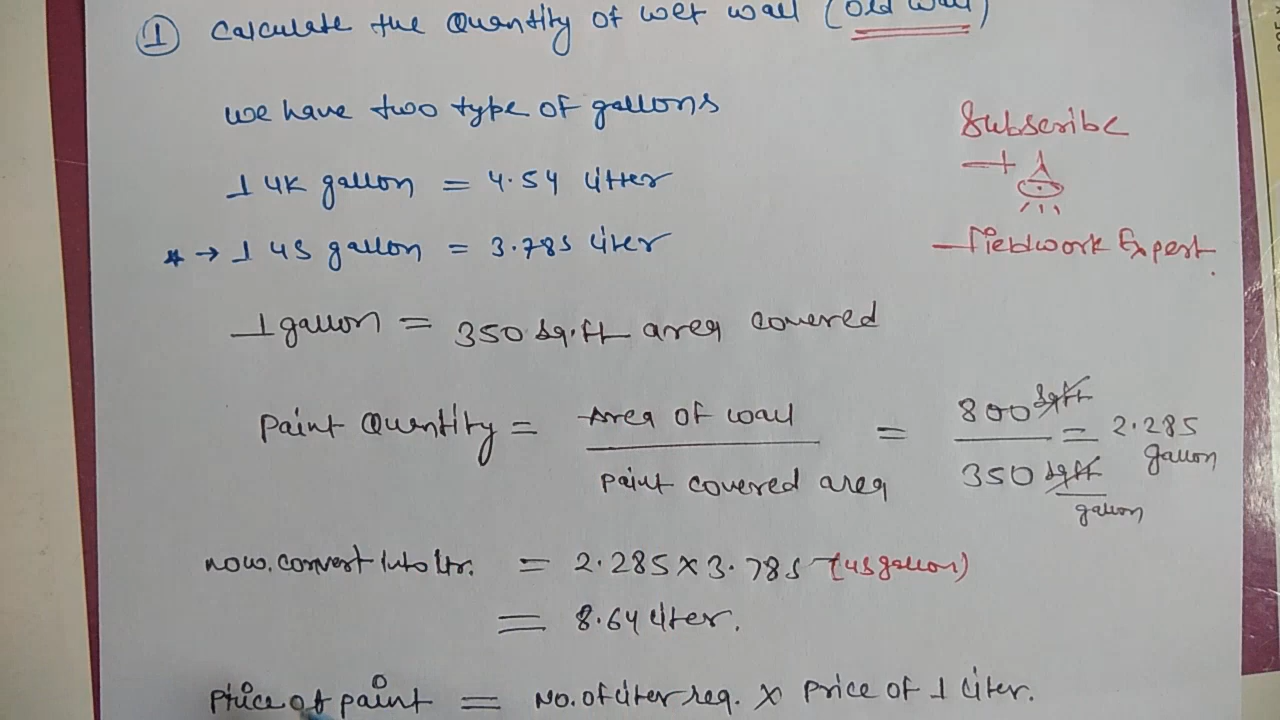 ① Calculate the Quantity of wet wall (old wall)
we have two type of gallons
1 UK gallon = 4.54 litter
* → 1 US gallon = 3.785 liter
1 gallon = 350 sq.ft area covered
Paint Quantity = Area of wall / paint covered area = 800 sqft / 350 sqft/gallon = 2.285 gallon
now. convert into ltr. = 2.285 × 3.785 (US gallon)
= 8.64 liter.
Price of paint = No. of liter req. × Price of 1 liter.
Subscribe
Fieldwork Expert.